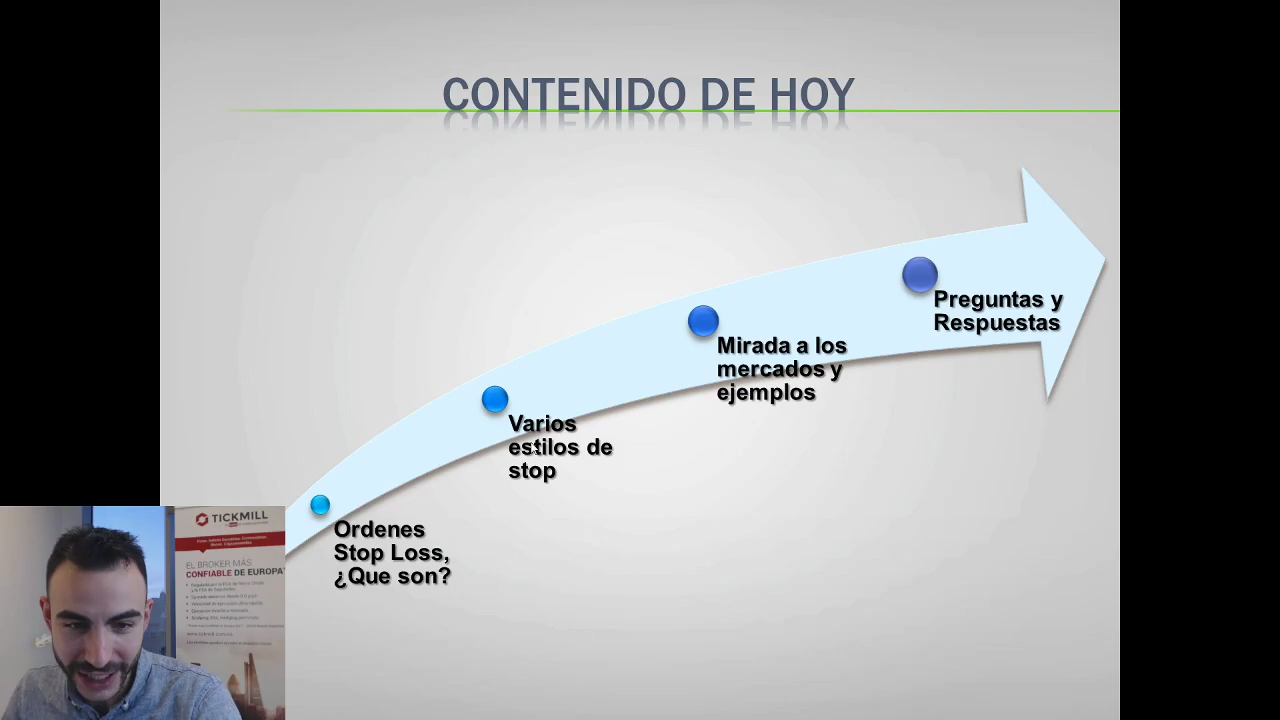 CONTENIDO DE HOY
Preguntas y
Respuestas
Mirada a los
mercados y
ejemplos
Varios
estilos de
stop
Ordenes
Stop Loss,
¿Que son?
TICKMILL
EL BROKER MÁS
CONFIABLE DE EUROPA